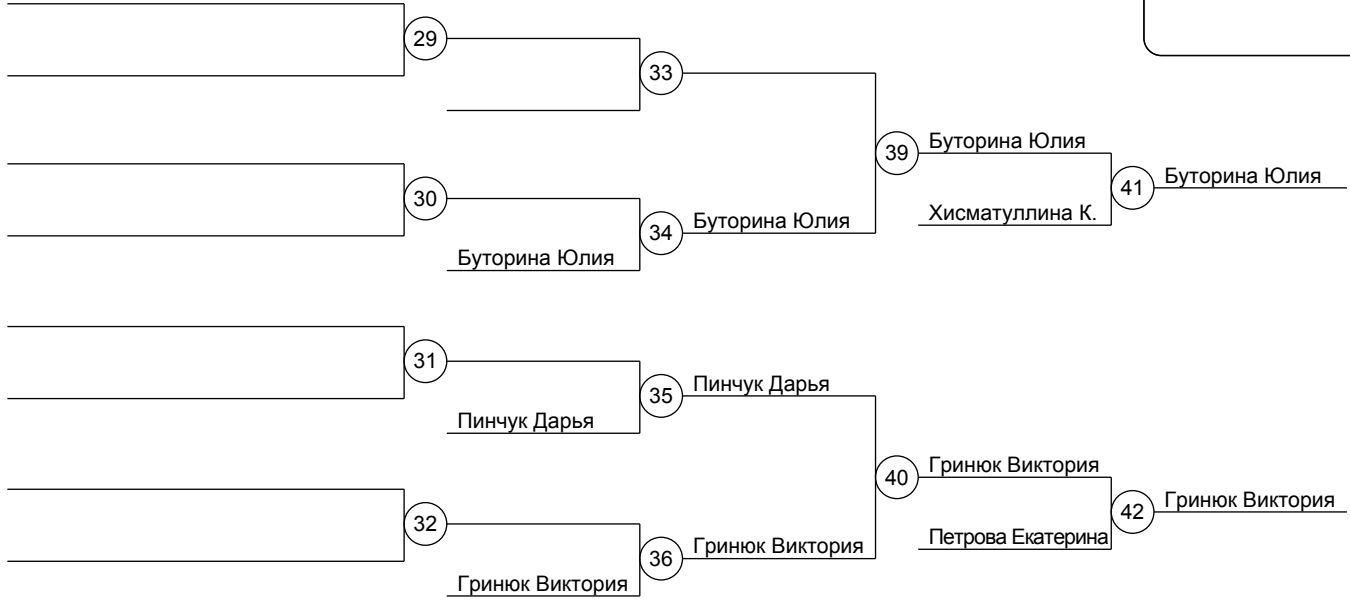 29
33
Буторина Юлия
39
30
Буторина Юлия
41
Хисматуллина К.
Буторина Юлия
34
Буторина Юлия
31
Пинчук Дарья
35
Пинчук Дарья
Гринюк Виктория
40
Гринюк Виктория
42
32
Петрова Екатерина
Гринюк Виктория
36
Гринюк Виктория